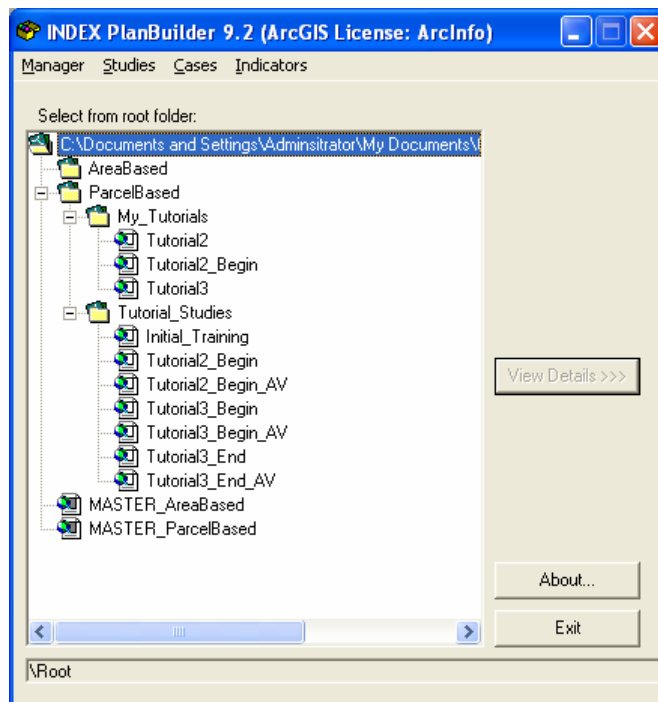 INDEX PlanBuilder 9.2 (ArcGIS License: ArcInfo)
Manager Studies Cases Indicators
Select from root folder:
C:\Documents and Settings\Adminsitrator\My Documents\
AreaBased
ParcelBased
My_Tutorials
Tutorial2
Tutorial2_Begin
Tutorial3
Tutorial_Studies
Initial_Training
Tutorial2_Begin
Tutorial2_Begin_AV
Tutorial3_Begin
Tutorial3_Begin_AV
Tutorial3_End
Tutorial3_End_AV
MASTER_AreaBased
MASTER_ParcelBased
View Details >>>
About...
Exit
\Root